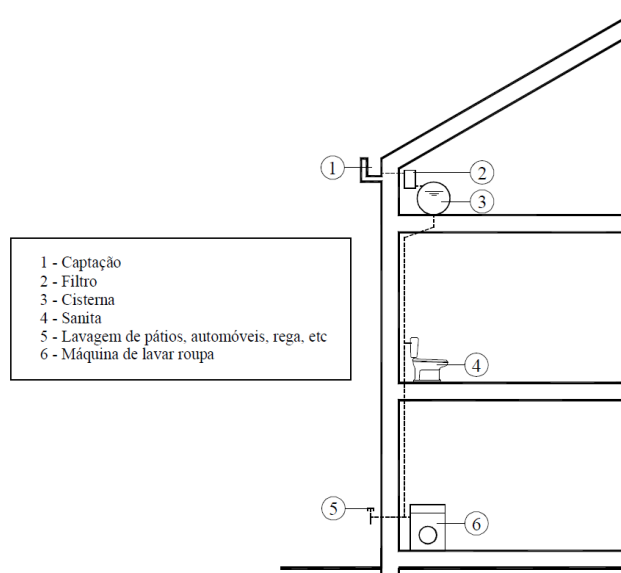 1
2
3
1 - Captação
2 - Filtro
3 - Cisterna
4 - Sanita
5 - Lavagem de pátios, automóveis, rega, etc
6 - Máquina de lavar roupa
4
5
6